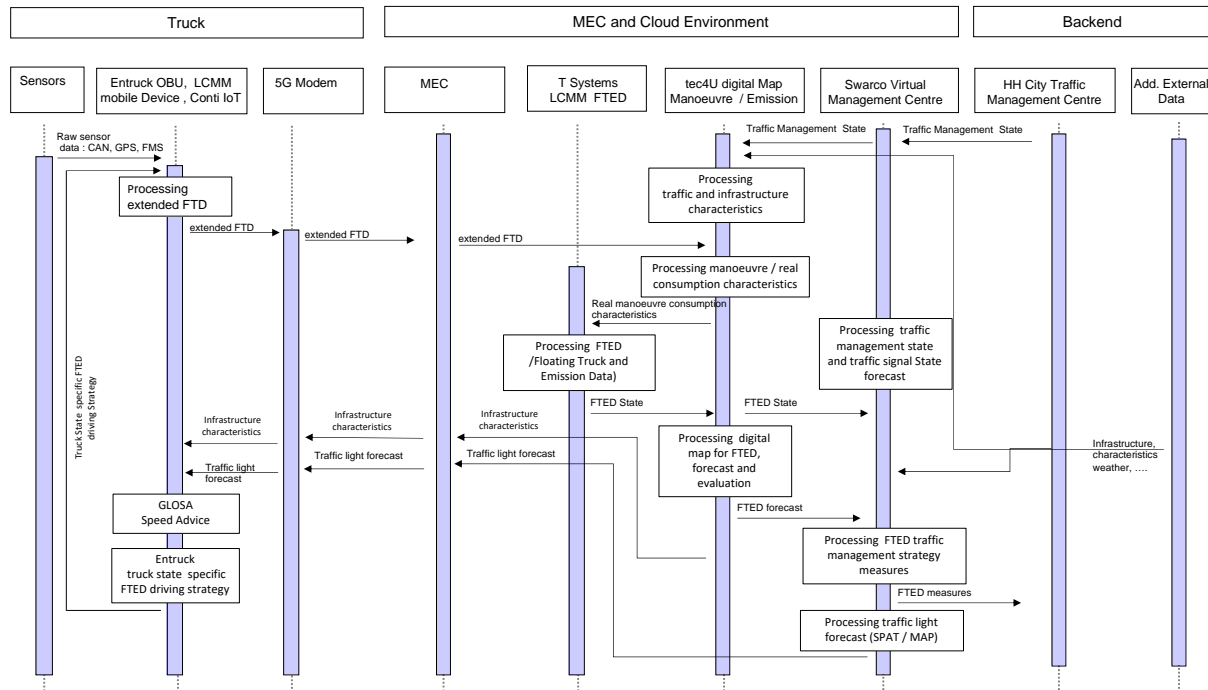 Truck
MEC and Cloud Environment
Backend
Sensors
Entruck OBU, LCMM
mobile Device , Conti IoT
5G Modem
MEC
T Systems
LCMM FTED
tec4U digital Map
Manoeuvre / Emission
Swarco Virtual
Management Centre
HH City Traffic
Management Centre
Add. External
Data
Raw sensor
data : CAN, GPS, FMS
Traffic Management State
Traffic Management State
Processing
extended FTD
Processing
traffic and infrastructure
characteristics
extended FTD
extended FTD
extended FTD
Processing manoeuvre / real
consumption characteristics
Real manoeuvre consumption
characteristics
Processing FTED
/Floating Truck and
Emission Data)
Processing traffic
management state
and traffic signal State
forecast
Truck State specific FTED
driving Strategy
FTED State
FTED State
Infrastructure
characteristics
Infrastructure
characteristics
Infrastructure
characteristics
Processing digital
map for FTED,
forecast and
evaluation
Infrastructure,
characteristics
weather, ....
Traffic light
forecast
Traffic light forecast
Traffic light forecast
GLOSA
Speed Advice
FTED forecast
Entruck
truck state specific
FTED driving strategy
Processing FTED traffic
management strategy
measures
FTED measures
Processing traffic light
forecast (SPAT / MAP)